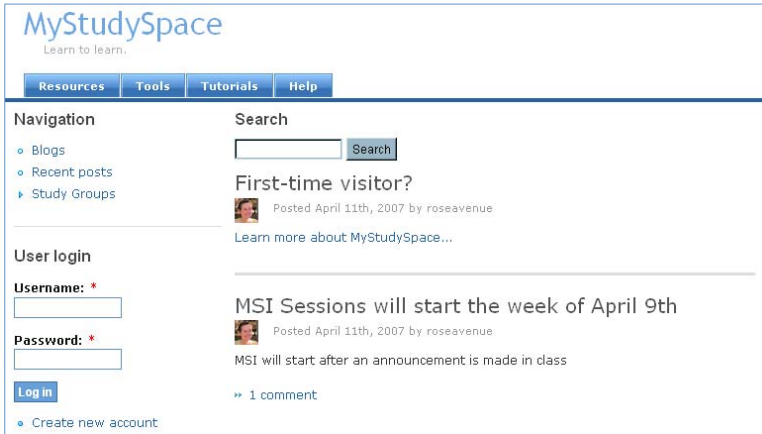 MyStudySpace
Learn to learn.
Resources Tools Tutorials Help
Navigation
Blogs
Recent posts
Study Groups
User login
Username: *
Password: *
Log in
Create new account
Search
Search
First-time visitor?
Posted April 11th, 2007 by roseavenue
Learn more about MyStudySpace...
MSI Sessions will start the week of April 9th
Posted April 11th, 2007 by roseavenue
MSI will start after an announcement is made in class
1 comment